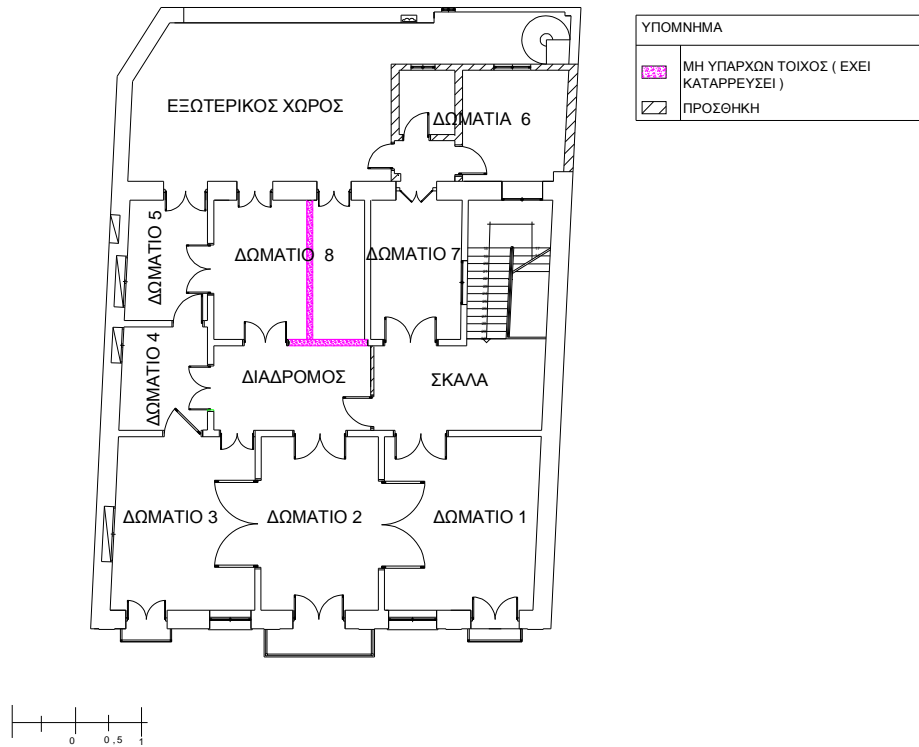 ΥΠΟΜΝΗΜΑ
ΜΗ ΥΠΑΡΧΩΝ ΤΟΙΧΟΣ ( ΕΧΕΙ
ΚΑΤΑΡΡΕΥΣΕΙ )
ΠΡΟΣΘΗΚΗ
ΕΞΩΤΕΡΙΚΟΣ ΧΩΡΟΣ
ΔΩΜΑΤΙΑ 6
ΔΩΜΑΤΙΟ 5
ΔΩΜΑΤΙΟ 8
ΔΩΜΑΤΙΟ 7
ΔΩΜΑΤΙΟ 4
ΔΙΑΔΡΟΜΟΣ
ΣΚΑΛΑ
ΔΩΜΑΤΙΟ 3
ΔΩΜΑΤΙΟ 2
ΔΩΜΑΤΙΟ 1
0 0,5 1